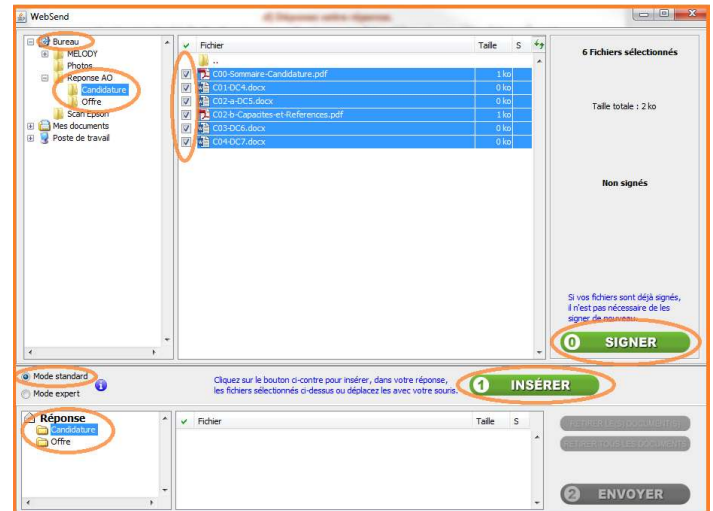 WebSend
d) Déposez votre réponse.
Bureau
MELODY
Photos
Reponse AO
Candidature
Offre
Scan Epson
Mes documents
Poste de travail
Fichier Taille S
..
C00-Sommaire-Candidature.pdf 1 ko
C01-DC4.docx 0 ko
C02-a-DC5.docx 0 ko
C02-b-Capacites-et-References.pdf 1 ko
C03-DC6.docx 0 ko
C04-DC7.docx 0 ko
6 Fichiers sélectionnés
Taille totale : 2 ko
Non signés
Si vos fichiers sont déjà signés,
il n'est pas nécessaire de les
signer de nouveau.
0 SIGNER
Mode standard
Mode expert
Cliquez sur le bouton ci-contre pour insérer, dans votre réponse,
les fichiers sélectionnés ci-dessus ou déplacez les avec votre souris.
1 INSÉRER
Réponse
Candidature
Offre
Fichier Taille S
RETIRER TOUS LES DOCUMENTS
2 ENVOYER